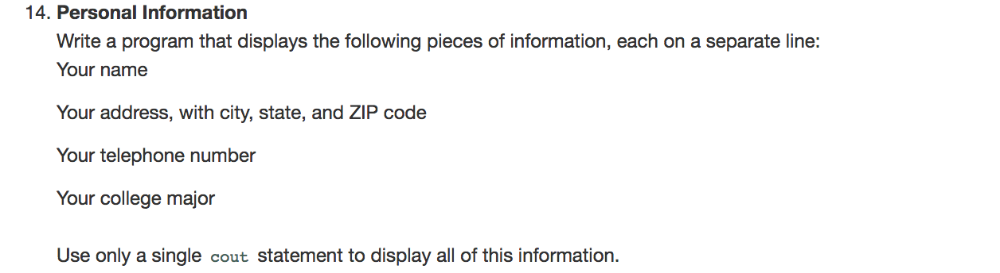 14. Personal Information
Write a program that displays the following pieces of information, each on a separate line:
Your name
Your address, with city, state, and ZIP code
Your telephone number
Your college major
Use only a single cout statement to display all of this information.